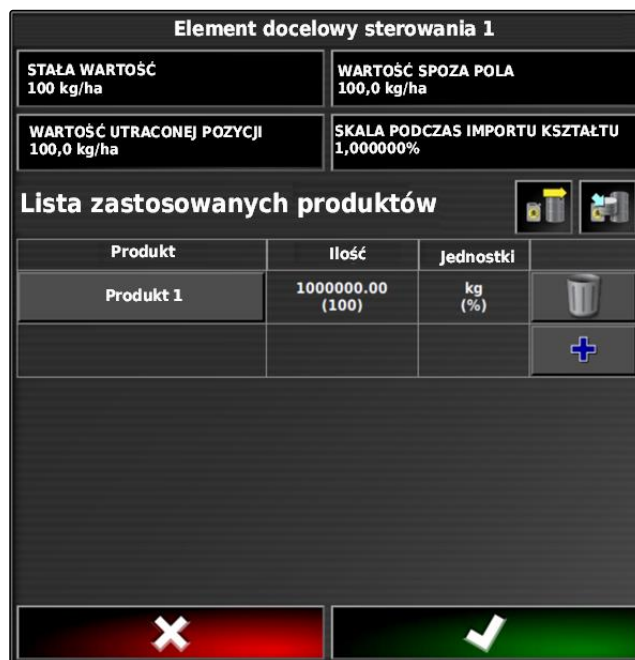 Element docelowy sterowania 1
STAŁA WARTOŚĆ
100 kg/ha
WARTOŚĆ SPOZA POLA
100,0 kg/ha
WARTOŚĆ UTRACONEJ POZYCJI
100,0 kg/ha
SKALA PODCZAS IMPORTU KSZTAŁTU
1,000000%
Lista zastosowanych produktów
Produkt
Ilość
Jednostki
Produkt 1
1000000.00
(100)
kg
(%)